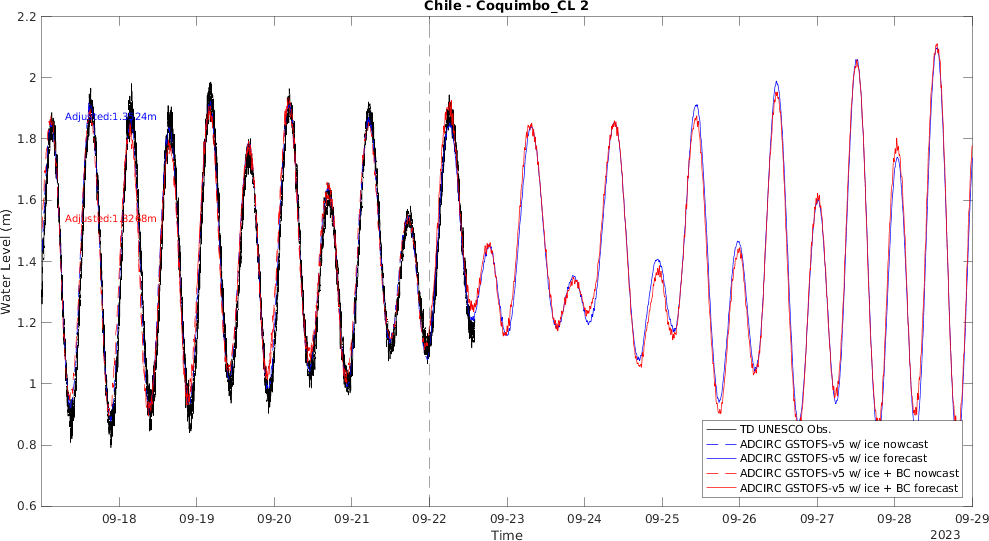 Chile - Coquimbo_CL 2
2.2
2
1.8
1.6
1.4
1.2
1
0.8
0.6
Water Level (m)
Adjusted:1.3
24m
Adjusted:1.
268m
TD UNESCO Obs.
ADCIRC GSTOFS-v5 w/ ice nowcast
ADCIRC GSTOFS-v5 w/ ice forecast
ADCIRC GSTOFS-v5 w/ ice + BC nowcast
ADCIRC GSTOFS-v5 w/ ice + BC forecast
09-18 09-19 09-20 09-21 09-22 09-23 09-24 09-25 09-26 09-27 09-28 09-29
Time
2023